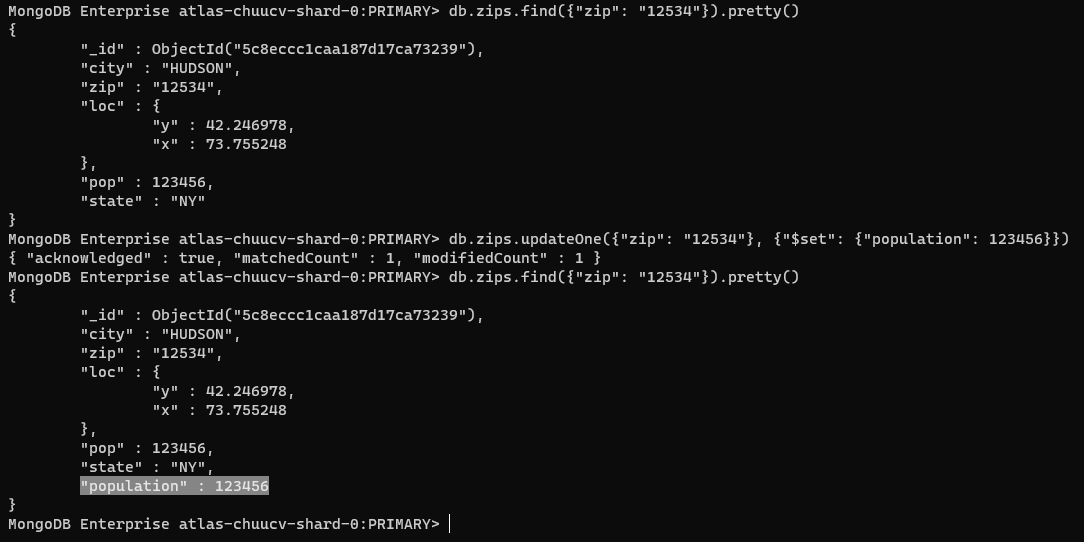 MongoDB Enterprise atlas-chuucv-shard-0:PRIMARY> db.zips.find({"zip": "12534"}).pretty()
{
        "_id" : ObjectId("5c8eccc1caa187d17ca73239"),
        "city" : "HUDSON",
        "zip" : "12534",
        "loc" : {
                "y" : 42.246978,
                "x" : 73.755248
        },
        "pop" : 123456,
        "state" : "NY"
}
MongoDB Enterprise atlas-chuucv-shard-0:PRIMARY> db.zips.updateOne({"zip": "12534"}, {"$set": {"population": 123456}})
{ "acknowledged" : true, "matchedCount" : 1, "modifiedCount" : 1 }
MongoDB Enterprise atlas-chuucv-shard-0:PRIMARY> db.zips.find({"zip": "12534"}).pretty()
{
        "_id" : ObjectId("5c8eccc1caa187d17ca73239"),
        "city" : "HUDSON",
        "zip" : "12534",
        "loc" : {
                "y" : 42.246978,
                "x" : 73.755248
        },
        "pop" : 123456,
        "state" : "NY",
        "population" : 123456
}
MongoDB Enterprise atlas-chuucv-shard-0:PRIMARY>